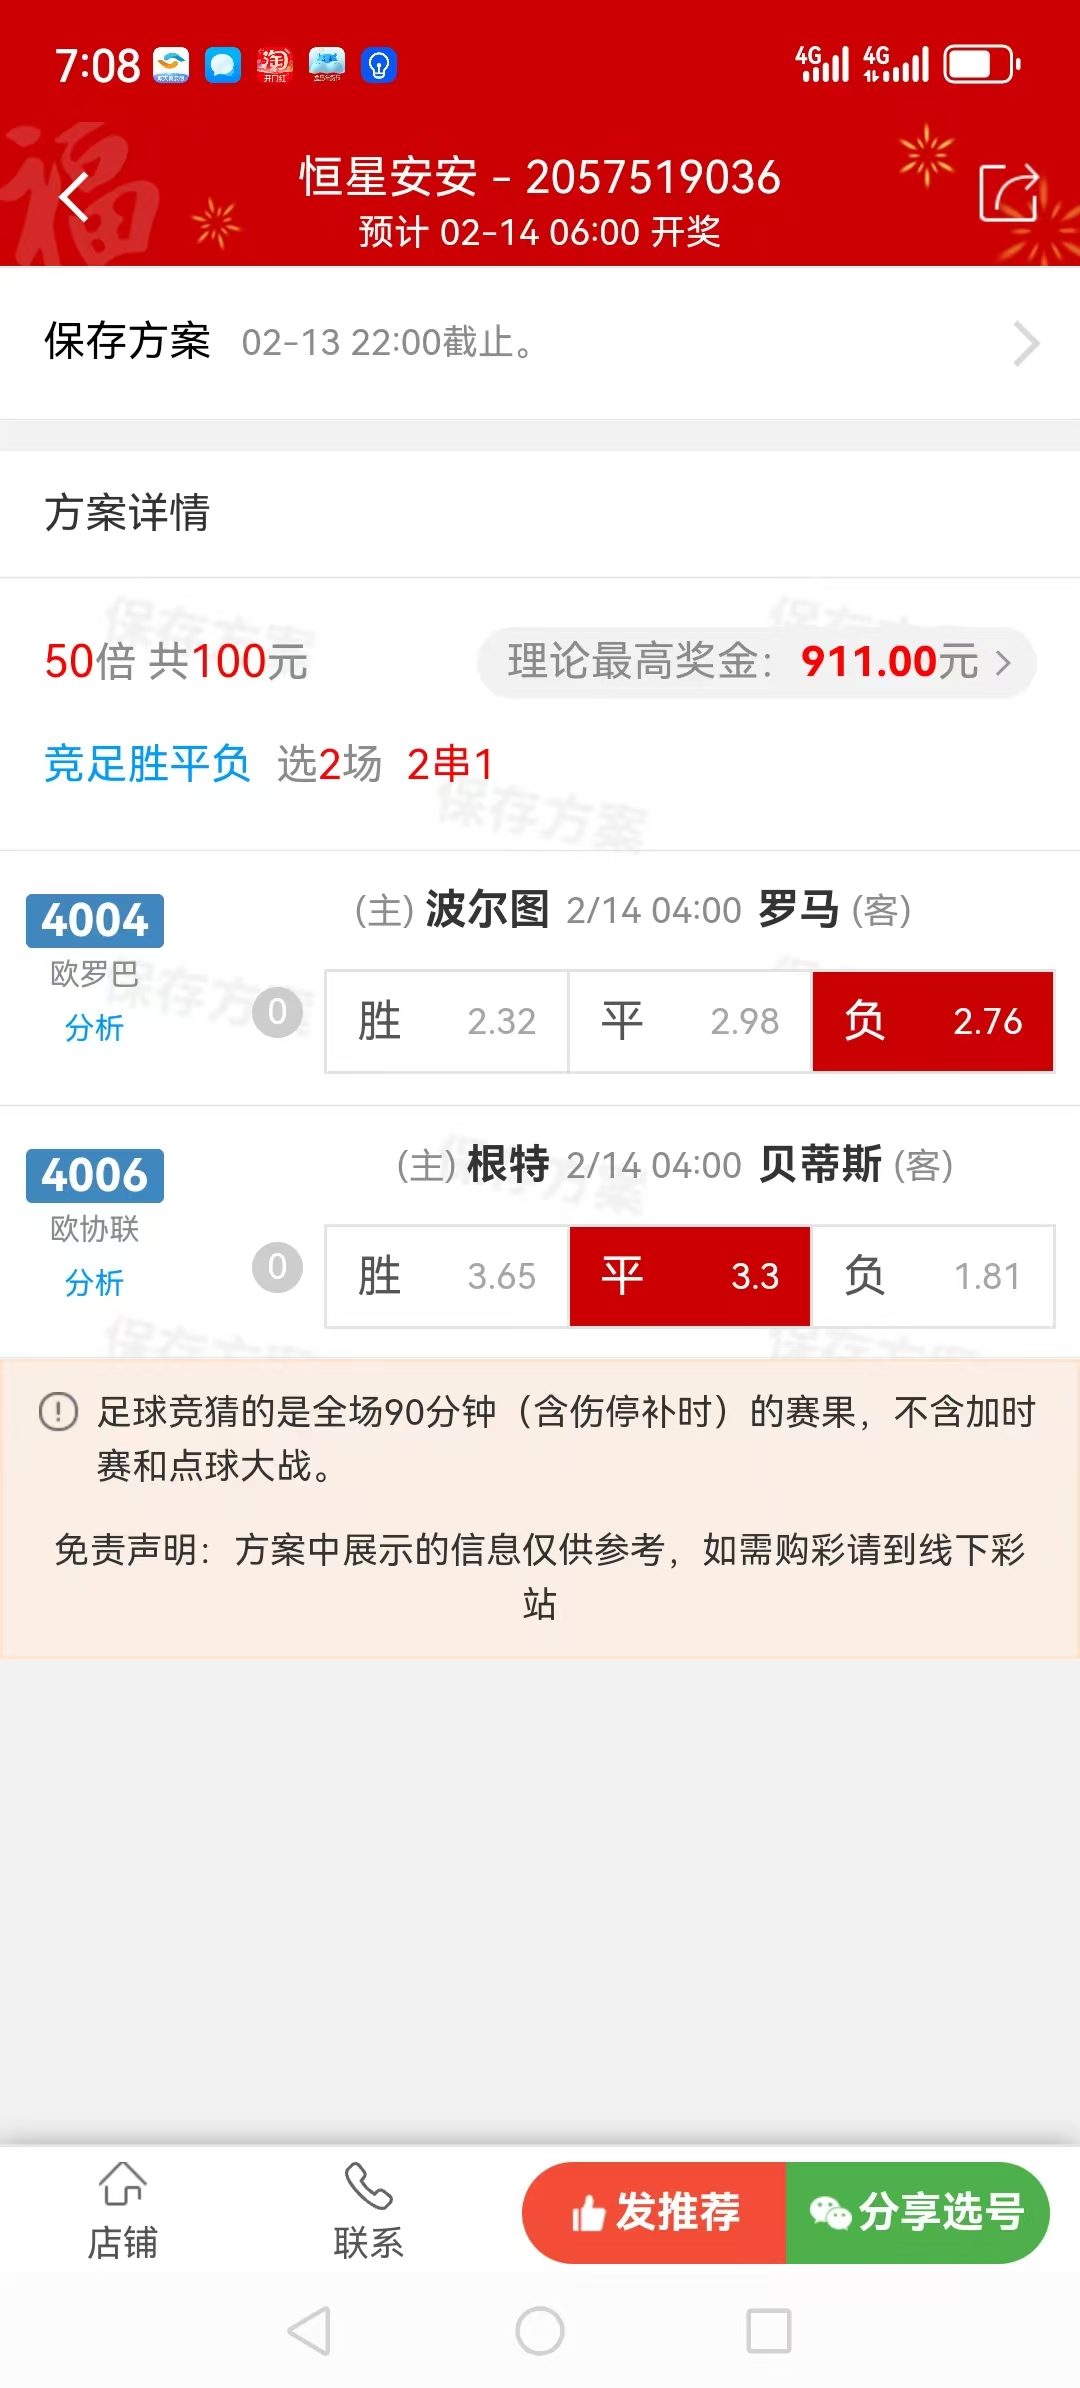 7:08 4G 4G
福
恒星安安 - 2057519036
预计 02-14 06:00 开奖
保存方案 02-13 22:00截止。
方案详情
50倍 共100元 理论最高奖金：911.00元
竞足胜平负 选2场 2串1
保存方案
4004 (主) 波尔图 2/14 04:00 罗马 (客)
欧罗巴
分析
0 胜 2.32 平 2.98 负 2.76
4006 (主) 根特 2/14 04:00 贝蒂斯 (客)
欧协联
分析
0 胜 3.65 平 3.3 负 1.81
足球竞猜的是全场90分钟（含伤停补时）的赛果，不含加时
赛和点球大战。
免责声明：方案中展示的信息仅供参考，如需购彩请到线下彩
站
店铺 联系 发推荐 分享选号